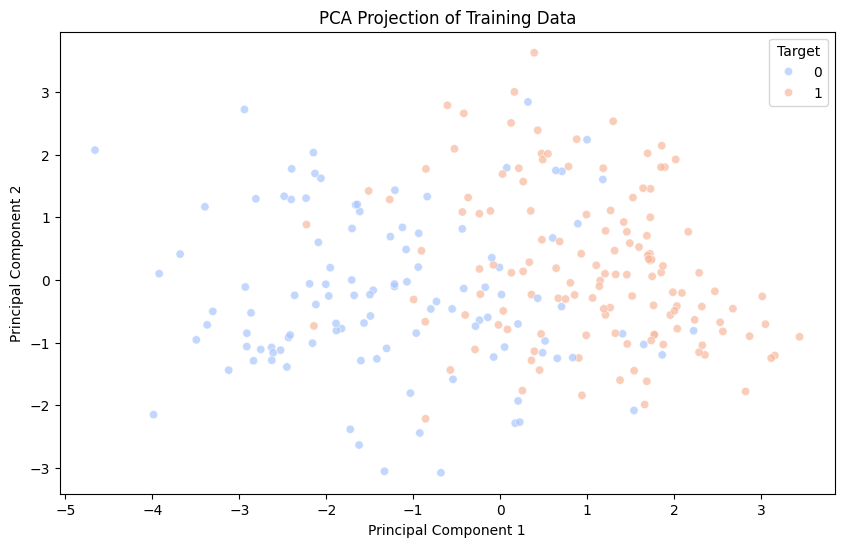 PCA Projection of Training Data
Target
0
1
3
2
1
0
−1
−2
−3
Principal Component 2
−5 −4 −3 −2 −1 0 1 2 3
Principal Component 1